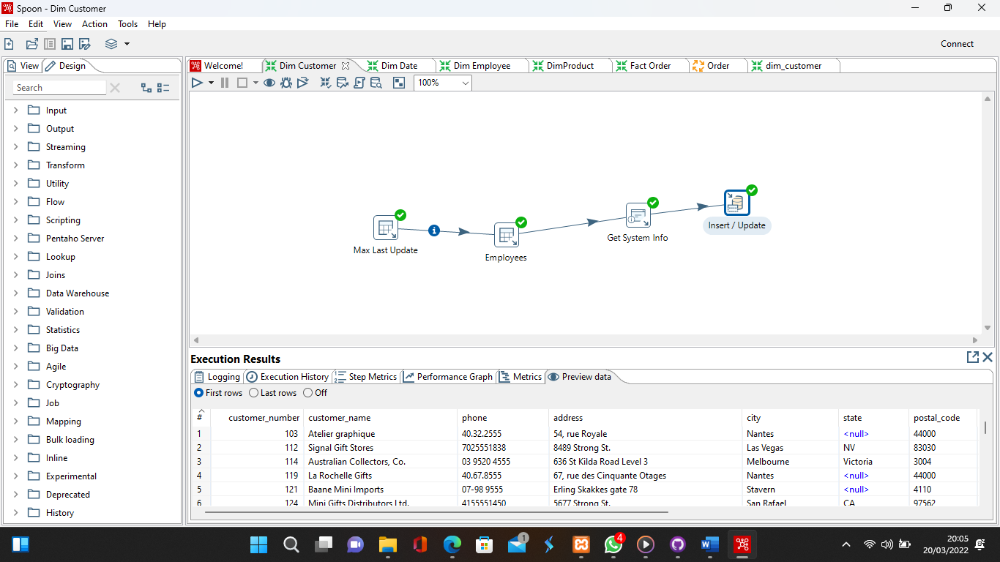 Spoon - Dim Customer
File Edit View Action Tools Help
Connect
View Design
Welcome! Dim Customer Dim Date Dim Employee DimProduct Fact Order Order dim_customer
100%
Search
Input
Output
Streaming
Transform
Utility
Flow
Scripting
Pentaho Server
Lookup
Joins
Data Warehouse
Validation
Statistics
Big Data
Agile
Cryptography
Job
Mapping
Bulk loading
Inline
Experimental
Deprecated
History
Max Last Update
Employees
Get System Info
Insert / Update
Execution Results
Logging Execution History Step Metrics Performance Graph Metrics Preview data
First rows Last rows Off
# customer_number customer_name phone address city state postal_code
1 103 Atelier graphique 40.32.2555 54, rue Royale Nantes <null> 44000
2 112 Signal Gift Stores 7025551838 8489 Strong St. Las Vegas NV 83030
3 114 Australian Collectors, Co. 03 9520 4555 636 St Kilda Road Level 3 Melbourne Victoria 3004
4 119 La Rochelle Gifts 40.67.8555 67, rue des Cinquante Otages Nantes <null> 44000
5 121 Baane Mini Imports 07-98 9555 Erling Skakkes gate 78 Stavern <null> 4110
6 124 Mini Gifts Distributors Ltd. 4155551450 5677 Strong St. San Rafael CA 97562
1
4
20:05
20/03/2022